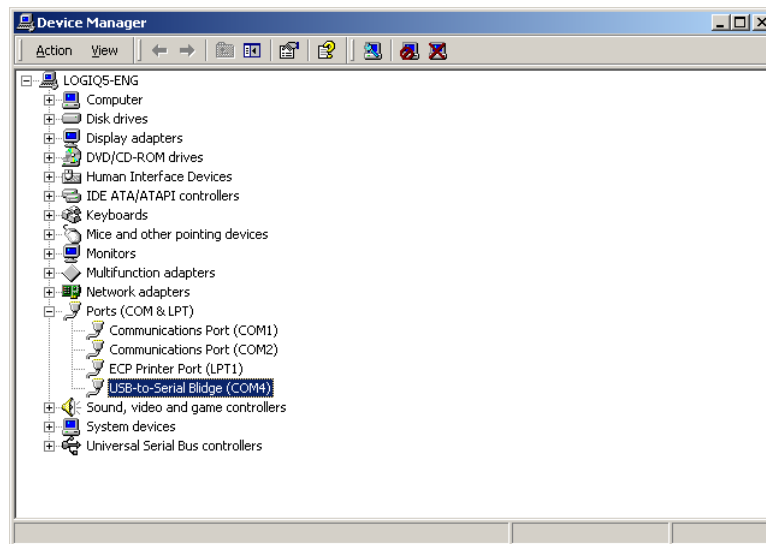 Device Manager
Action View
LOGIQ5-ENG
Computer
Disk drives
Display adapters
DVD/CD-ROM drives
Human Interface Devices
IDE ATA/ATAPI controllers
Keyboards
Mice and other pointing devices
Monitors
Multifunction adapters
Network adapters
Ports (COM & LPT)
Communications Port (COM1)
Communications Port (COM2)
ECP Printer Port (LPT1)
USB-to-Serial Blidge (COM4)
Sound, video and game controllers
System devices
Universal Serial Bus controllers